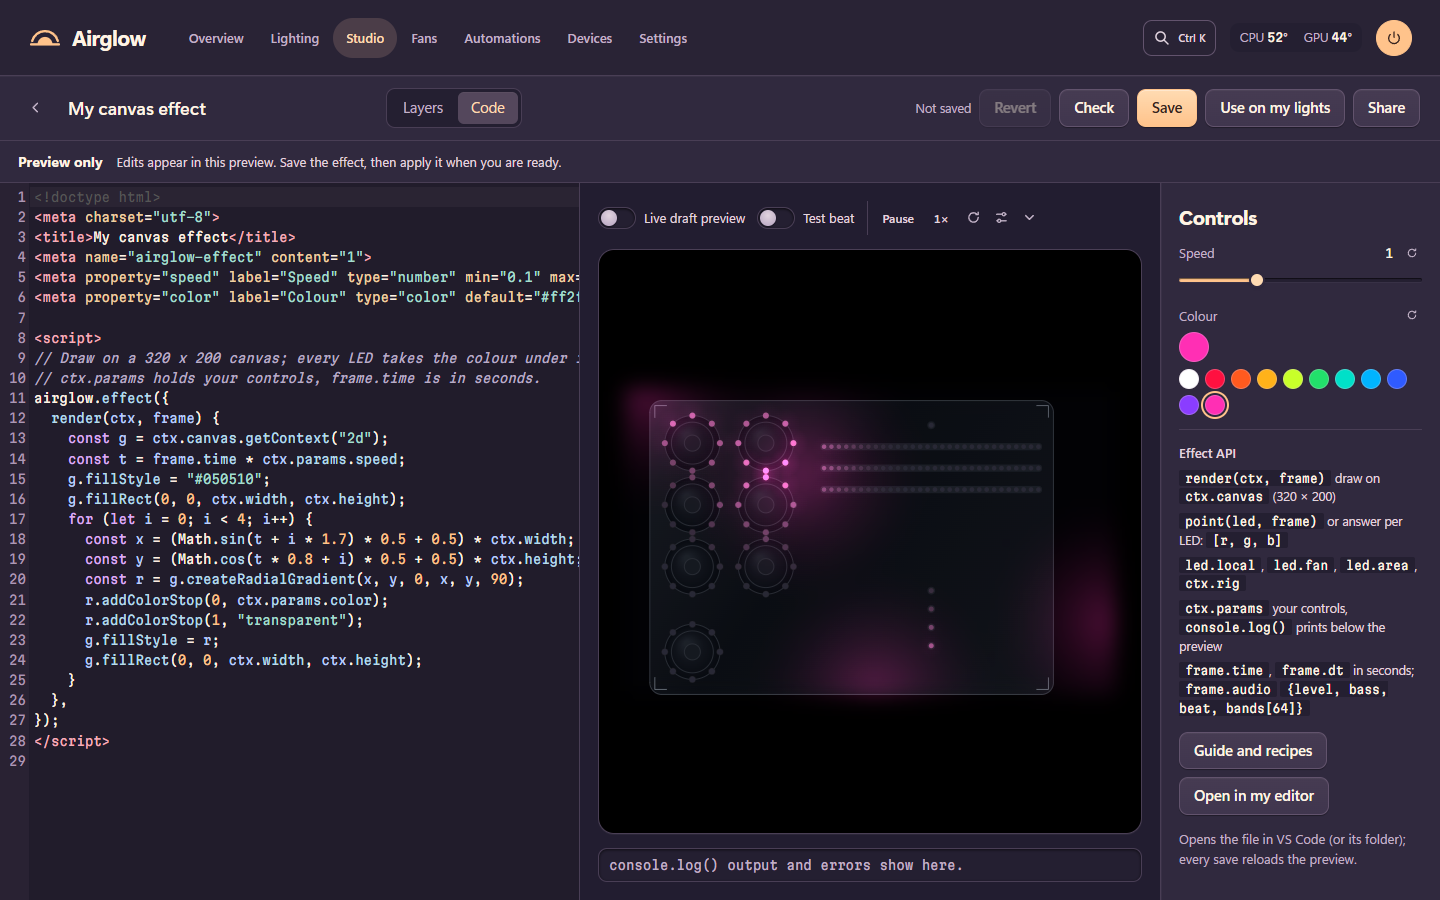 Airglow
Overview
Lighting
Studio
Fans
Automations
Devices
Settings
Ctrl K
CPU 52°
GPU 44°
My canvas effect
Layers
Code
Not saved
Revert
Check
Save
Use on my lights
Share
Preview only Edits appear in this preview. Save the effect, then apply it when you are ready.
1 <!doctype html>
2 <meta charset="utf-8">
3 <title>My canvas effect</title>
4 <meta name="airglow-effect" content="1">
5 <meta property="speed" label="Speed" type="number" min="0.1" max=
6 <meta property="color" label="Colour" type="color" default="#ff2
7
8 <script>
9 // Draw on a 320 x 200 canvas; every LED takes the colour under
10 // ctx.params holds your controls, frame.time is in seconds.
11 airglow.effect({
12 render(ctx, frame) {
13 const g = ctx.canvas.getContext("2d");
14 const t = frame.time * ctx.params.speed;
15 g.fillStyle = "#050510";
16 g.fillRect(0, 0, ctx.width, ctx.height);
17 for (let i = 0; i < 4; i++) {
18 const x = (Math.sin(t + i * 1.7) * 0.5 + 0.5) * ctx.width;
19 const y = (Math.cos(t * 0.8 + i) * 0.5 + 0.5) * ctx.height;
20 const r = g.createRadialGradient(x, y, 0, x, y, 90);
21 r.addColorStop(0, ctx.params.color);
22 r.addColorStop(1, "transparent");
23 g.fillStyle = r;
24 g.fillRect(0, 0, ctx.width, ctx.height);
25 }
26 },
27 });
28 </script>
29
Live draft preview
Test beat
Pause
1×
console.log() output and errors show here.
Controls
Speed 1
Colour
Effect API
render(ctx, frame) draw on
ctx.canvas (320 × 200)
point(led, frame) or answer per
LED: [r, g, b]
led.local, led.fan, led.area,
ctx.rig
ctx.params your controls,
console.log() prints below the
preview
frame.time, frame.dt in seconds;
frame.audio {level, bass,
beat, bands[64]}
Guide and recipes
Open in my editor
Opens the file in VS Code (or its folder);
every save reloads the preview.